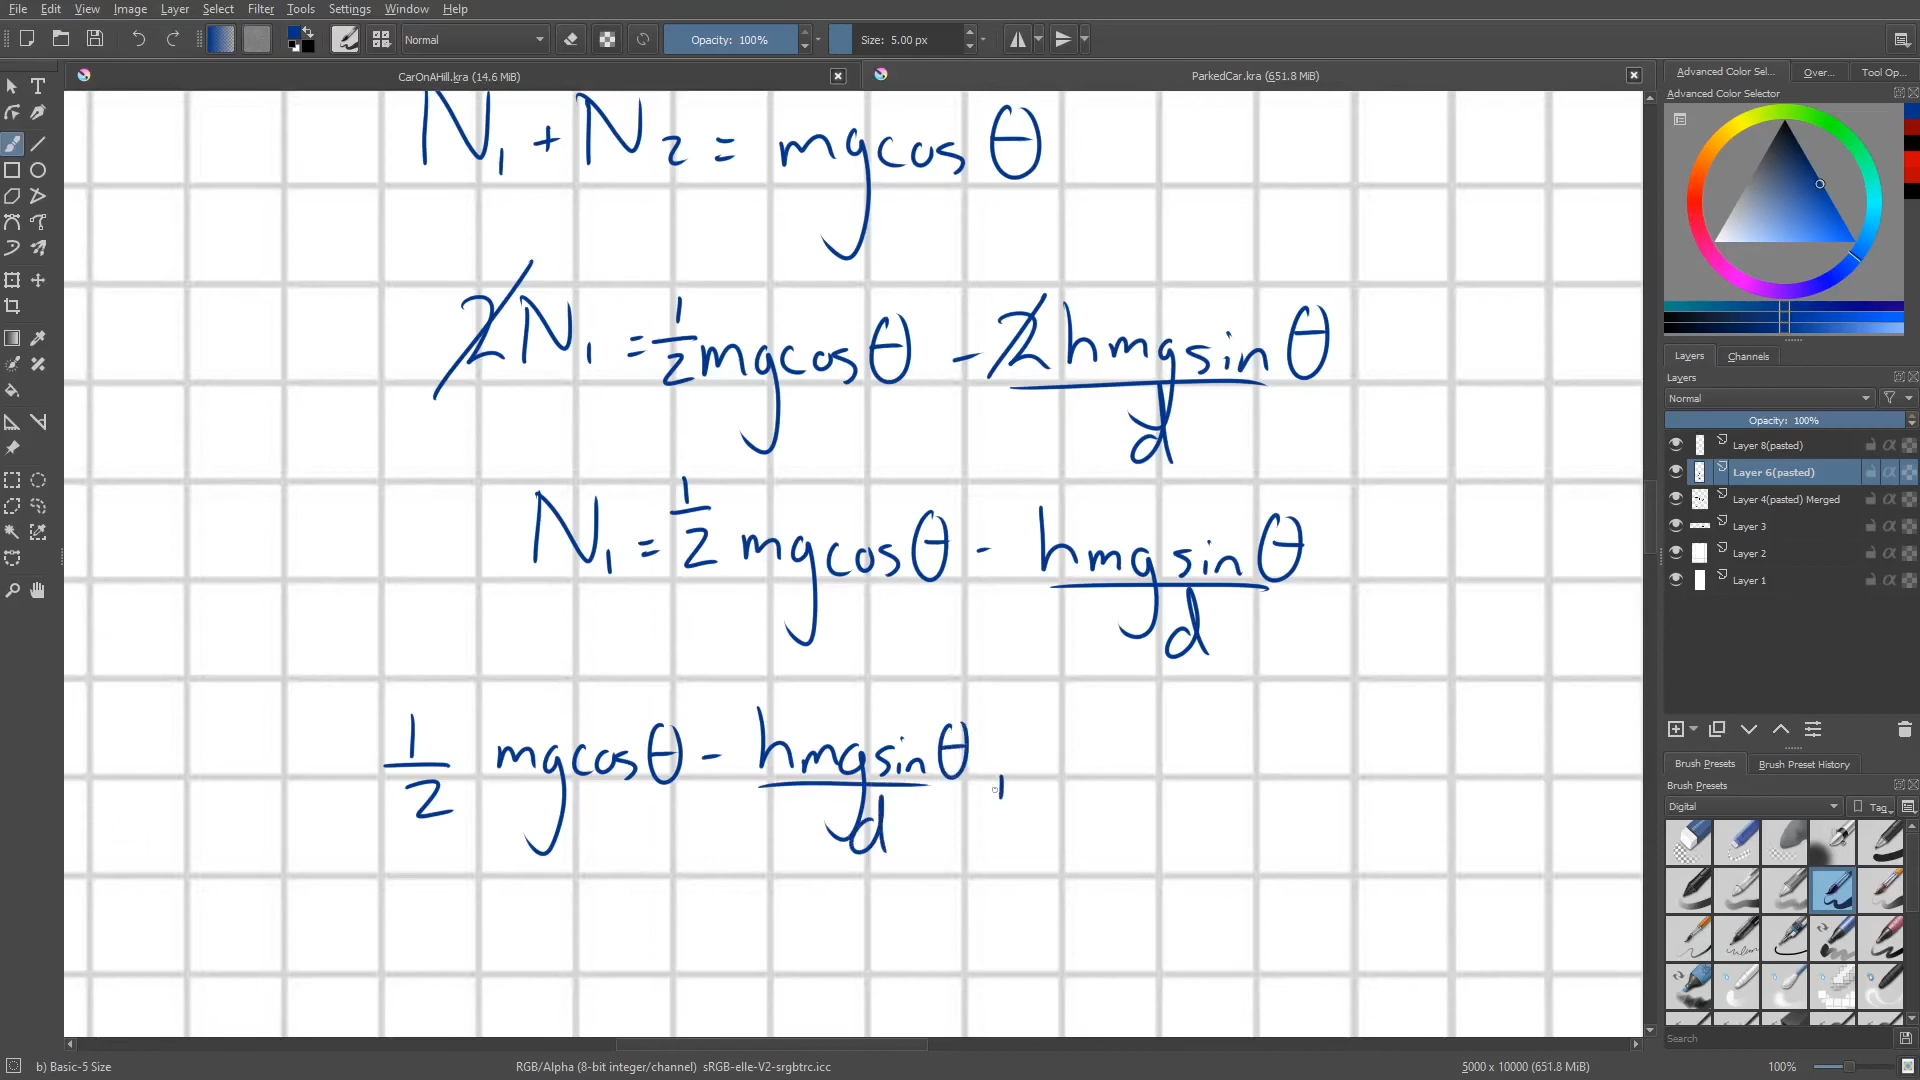 File Edit View Image Layer Select Filter Tools Settings Window Help
Normal Opacity: 100% Size: 5.00 px
CarOnAHill.kra (14.6 MiB) ParkedCar.kra (651.8 MiB)
Advanced Color Sel... Over... Tool Op...
Advanced Color Selector
N₁ + N₂ = mgcos θ
2N₁ = 1/2 mgcosθ - 2hmgsinθ/d
N₁ = 1/2 mgcosθ - hmgsinθ/d
1/2 mgcosθ - hmgsinθ/d
Layers Channels
Layers
Normal
Opacity: 100%
Layer 8(pasted)
Layer 6(pasted)
Layer 4(pasted) Merged
Layer 3
Layer 2
Layer 1
Brush Presets Brush Preset History
Brush Presets
Digital Tag
Search
b) Basic-5 Size RGB/Alpha (8-bit integer/channel) sRGB-elle-V2-srgbtrc.icc 5000 x 10000 (651.8 MiB) 100%